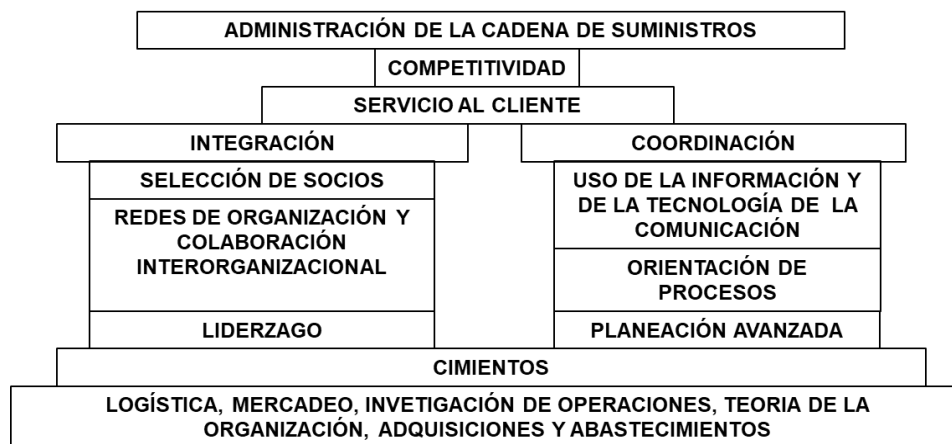 ADMINISTRACIÓN DE LA CADENA DE SUMINISTROS
COMPETITIVIDAD
SERVICIO AL CLIENTE
INTEGRACIÓN
SELECCIÓN DE SOCIOS
REDES DE ORGANIZACIÓN Y
COLABORACIÓN
INTERORGANIZACIONAL
LIDERZAGO
COORDINACIÓN
USO DE LA INFORMACIÓN Y
DE LA TECNOLOGÍA DE LA
COMUNICACIÓN
ORIENTACIÓN DE
PROCESOS
PLANEACIÓN AVANZADA
CIMIENTOS
LOGÍSTICA, MERCADEO, INVETIGACIÓN DE OPERACIONES, TEORIA DE LA
ORGANIZACIÓN, ADQUISICIONES Y ABASTECIMIENTOS